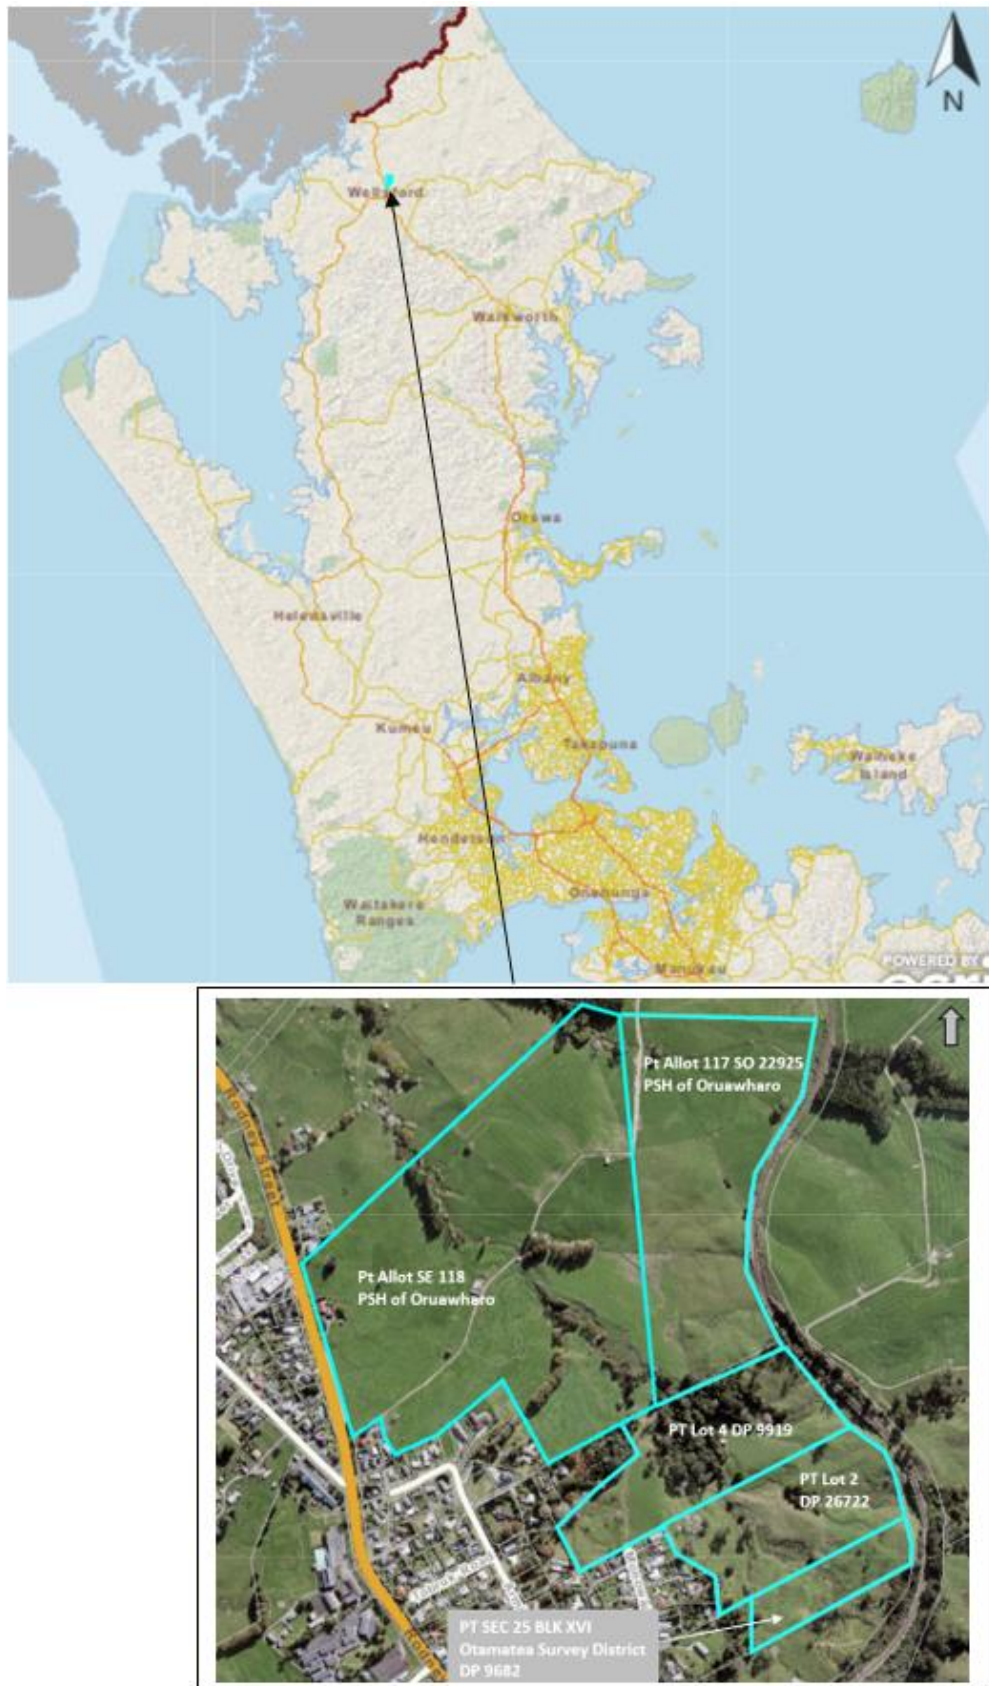 N
Wellsford
Warkworth
Orewa
Helensville
Albany
Kumeu
Takapuna
Waiheke
Island
Henderson
Onehunga
Waitakere
Ranges
Manukau
POWERED BY
esri
Pt Allot 117 SO 22925
PSH of Oruawharo
Rodney Street
Pt Allot SE 118
PSH of Oruawharo
PT Lot 4 DP 9919
PT Lot 2
DP 26722
PT SEC 25 BLK XVI
Otamatea Survey District
DP 9682